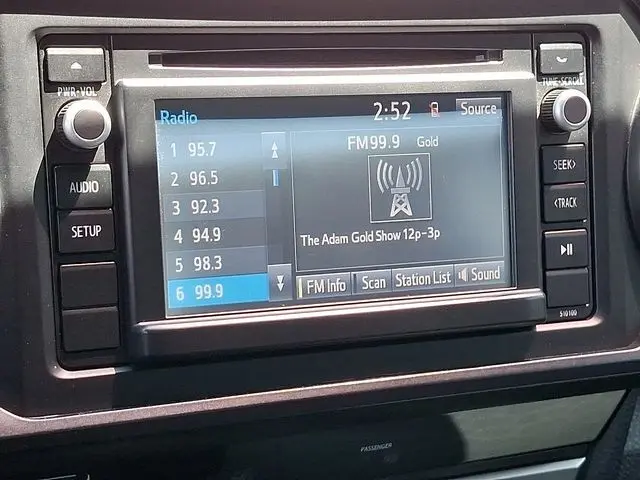 PWR•VOL
AUDIO
SETUP
Radio
2:52
Source
1 95.7
2 96.5
3 92.3
4 94.9
5 98.3
6 99.9
FM99.9 Gold
The Adam Gold Show 12p-3p
FM Info
Scan
Station List
Sound
TUNE•SCROLL
SEEK>
<TRACK
510100
PASSENGER